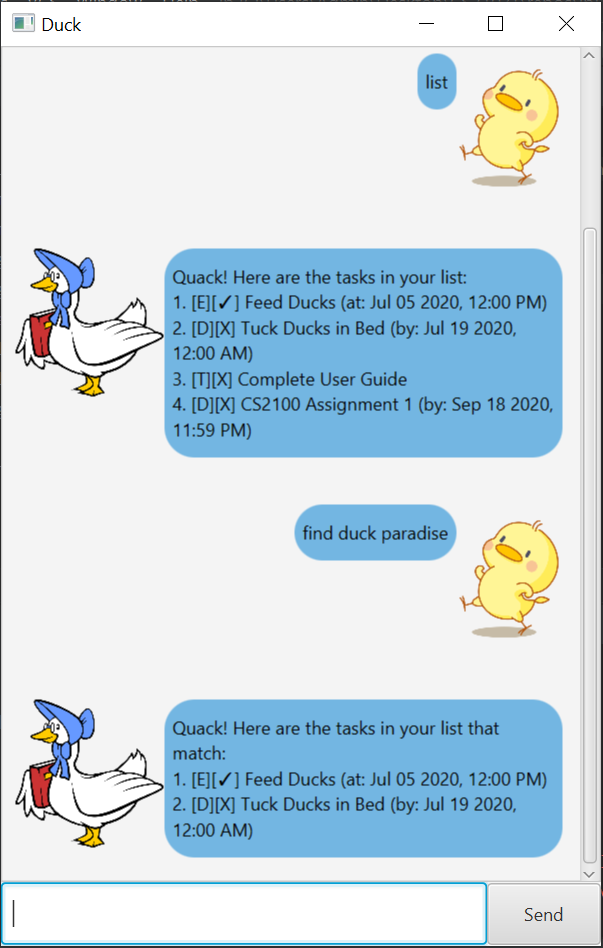 Duck
list
Quack! Here are the tasks in your list:
1. [E][✓] Feed Ducks (at: Jul 05 2020, 12:00 PM)
2. [D][X] Tuck Ducks in Bed (by: Jul 19 2020,
12:00 AM)
3. [T][X] Complete User Guide
4. [D][X] CS2100 Assignment 1 (by: Sep 18 2020,
11:59 PM)
find duck paradise
Quack! Here are the tasks in your list that
match:
1. [E][✓] Feed Ducks (at: Jul 05 2020, 12:00 PM)
2. [D][X] Tuck Ducks in Bed (by: Jul 19 2020,
12:00 AM)
Send